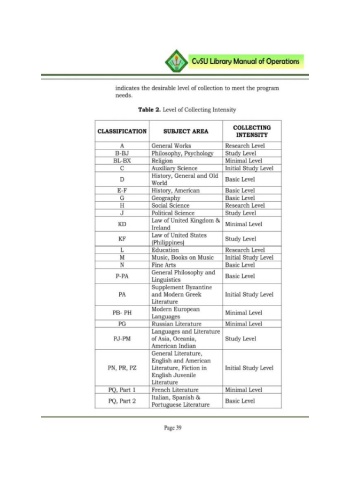 CvSU Library Manual of Operations
indicates the desirable level of collection to meet the program
needs.
Table 2. Level of Collecting Intensity
CLASSIFICATION SUBJECT AREA COLLECTING INTENSITY
A General Works Research Level
B-BJ Philosophy, Psychology Study Level
BL-BX Religion Minimal Level
C Auxiliary Science Initial Study Level
D History, General and Old World Basic Level
E-F History, American Basic Level
G Geography Basic Level
H Social Science Research Level
J Political Science Study Level
KD Law of United Kingdom & Ireland Minimal Level
KF Law of United States (Philippines) Study Level
L Education Research Level
M Music, Books on Music Initial Study Level
N Fine Arts Basic Level
P-PA General Philosophy and Linguistics Basic Level
PA Supplement Byzantine and Modern Greek Literature Initial Study Level
PB- PH Modern European Languages Minimal Level
PG Russian Literature Minimal Level
PJ-PM Languages and Literature of Asia, Oceania, American Indian Study Level
PN, PR, PZ General Literature, English and American Literature, Fiction in English Juvenile Literature Initial Study Level
PQ, Part 1 French Literature Minimal Level
PQ, Part 2 Italian, Spanish & Portuguese Literature Basic Level
Page 39